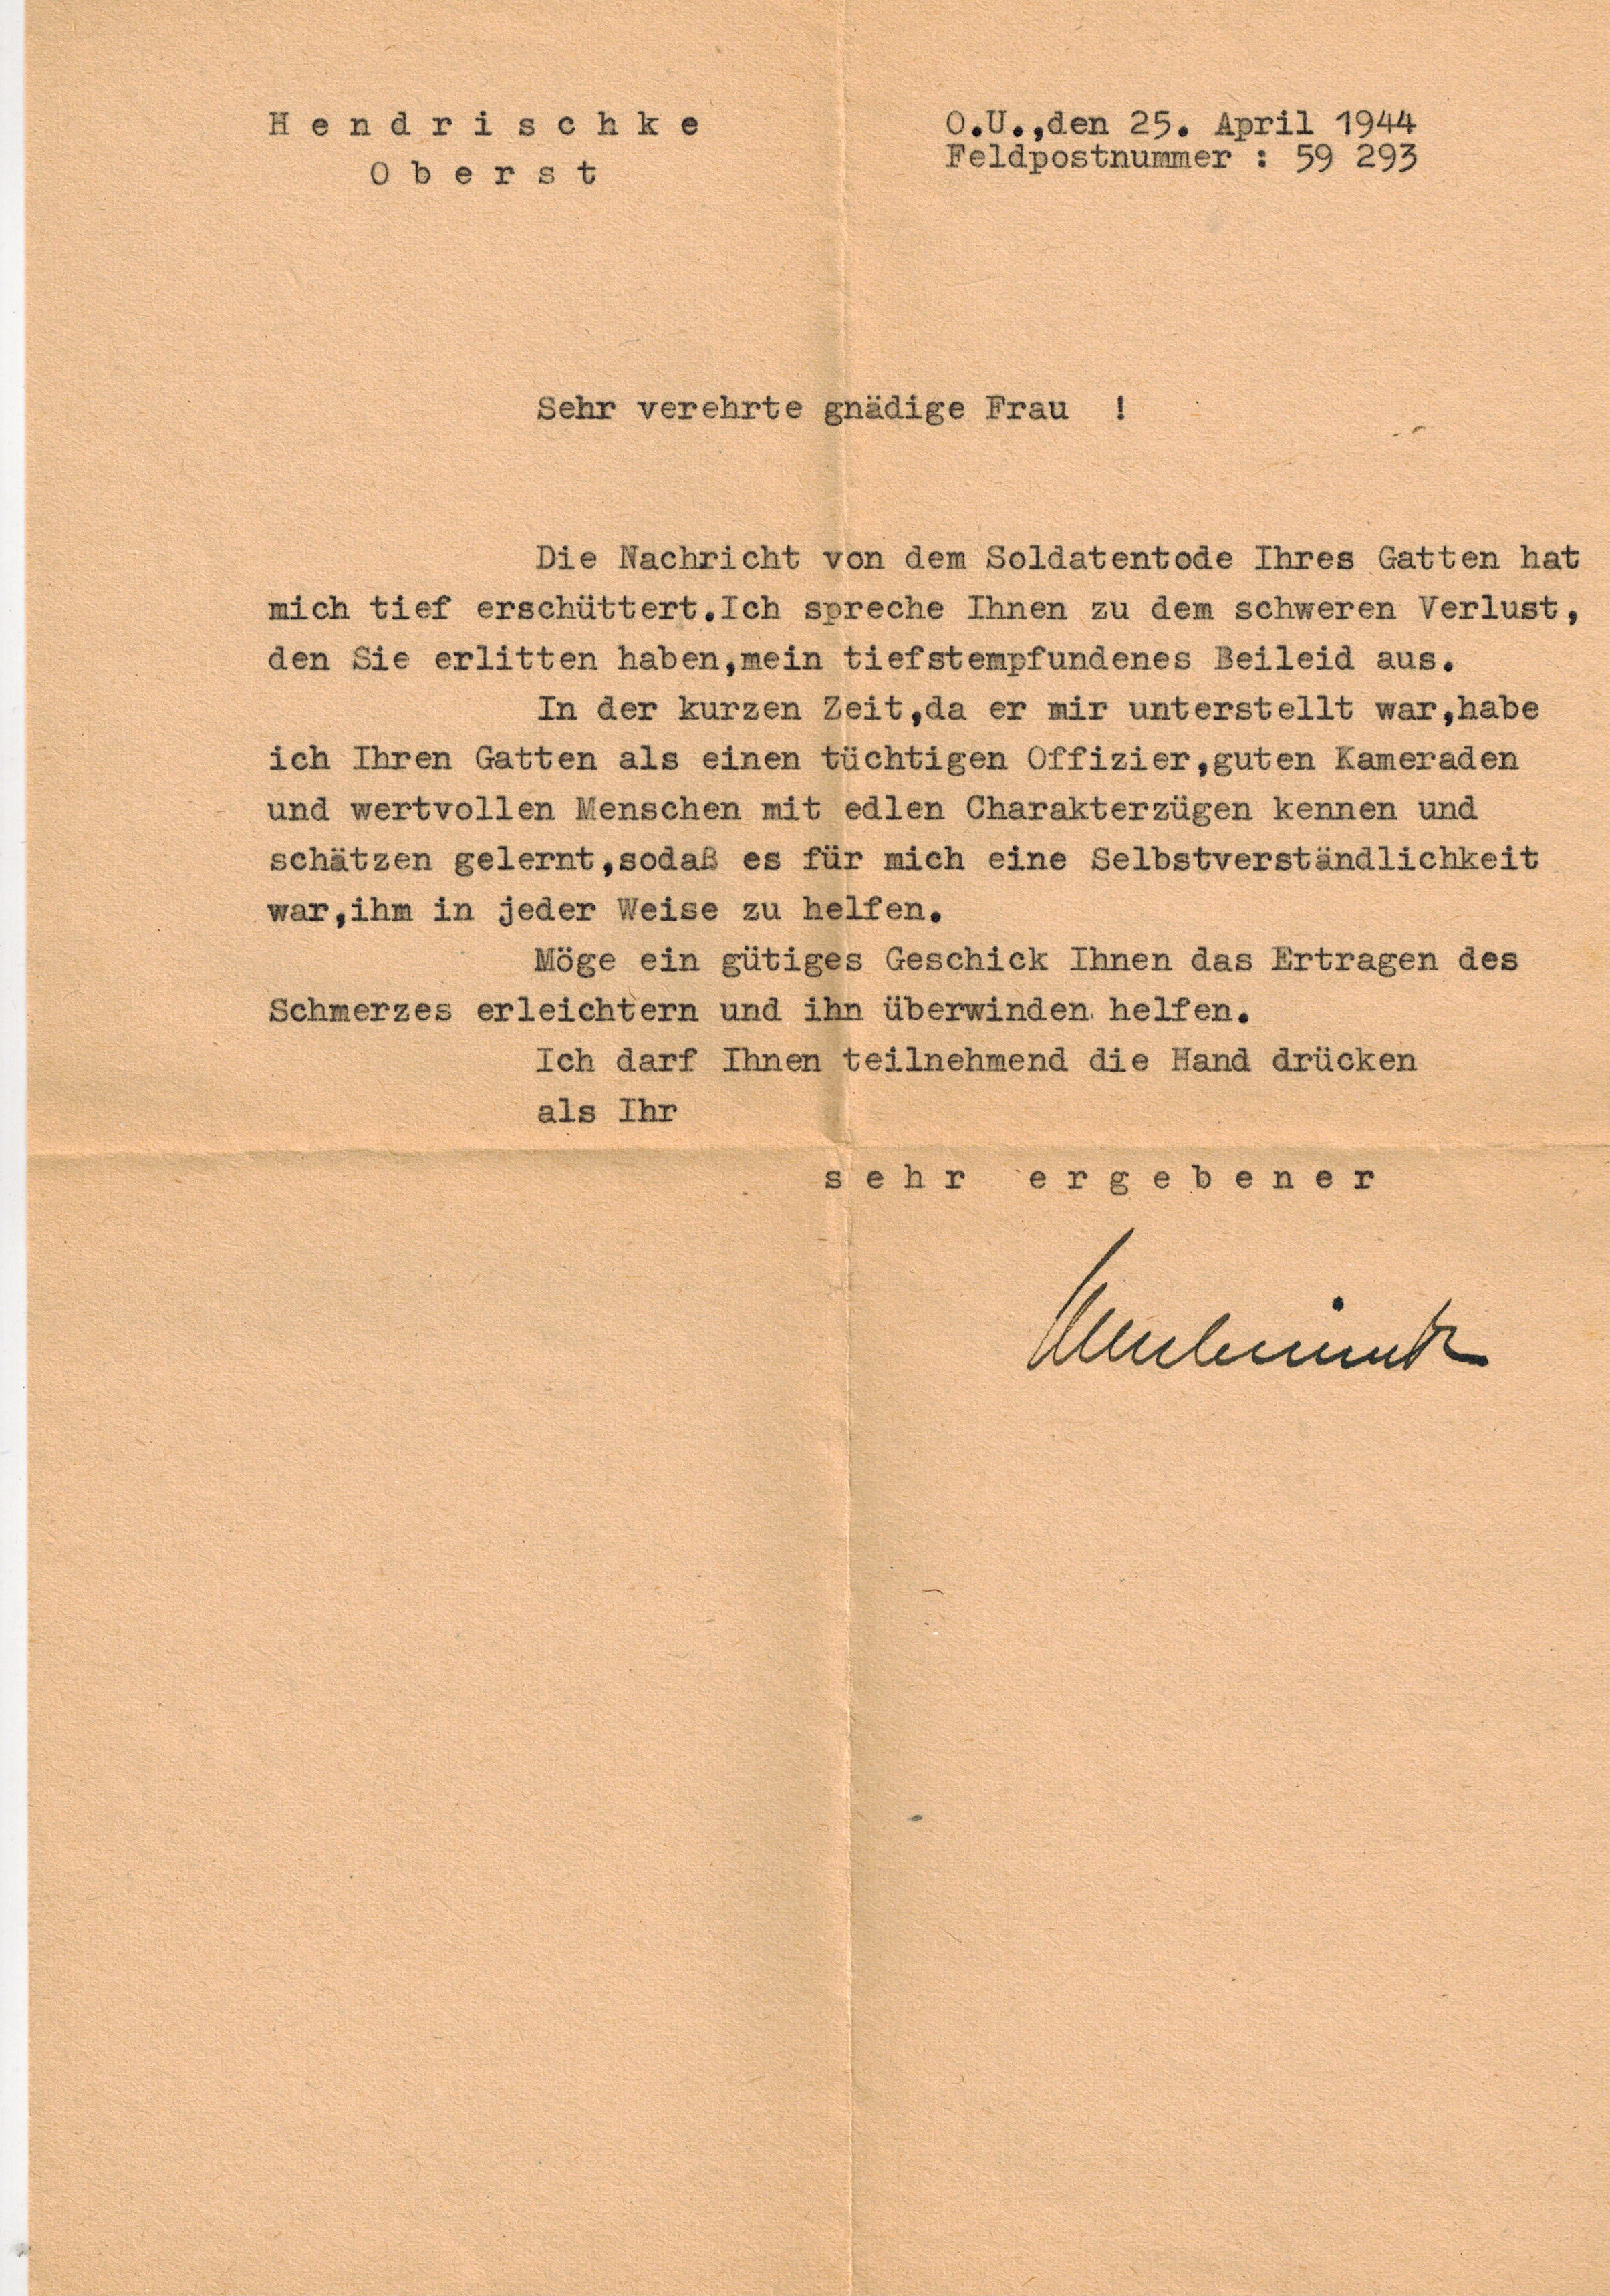 H e n d r i s c h k e
O b e r s t
O.U.,den 25. April 1944
Feldpostnummer : 59 293
Sehr verehrte gnädige Frau !
Die Nachricht von dem Soldatentode Ihres Gatten hat
mich tief erschüttert.Ich spreche Ihnen zu dem schweren Verlust,
den Sie erlitten haben,mein tiefstempfundenes Beileid aus.
In der kurzen Zeit,da er mir unterstellt war,habe
ich Ihren Gatten als einen tüchtigen Offizier,guten Kameraden
und wertvollen Menschen mit edlen Charakterzügen kennen und
schätzen gelernt,sodaß es für mich eine Selbstverständlichkeit
war,ihm in jeder Weise zu helfen.
Möge ein gütiges Geschick Ihnen das Ertragen des
Schmerzes erleichtern und ihn überwinden helfen.
Ich darf Ihnen teilnehmend die Hand drücken
als Ihr
s e h r e r g e b e n e r